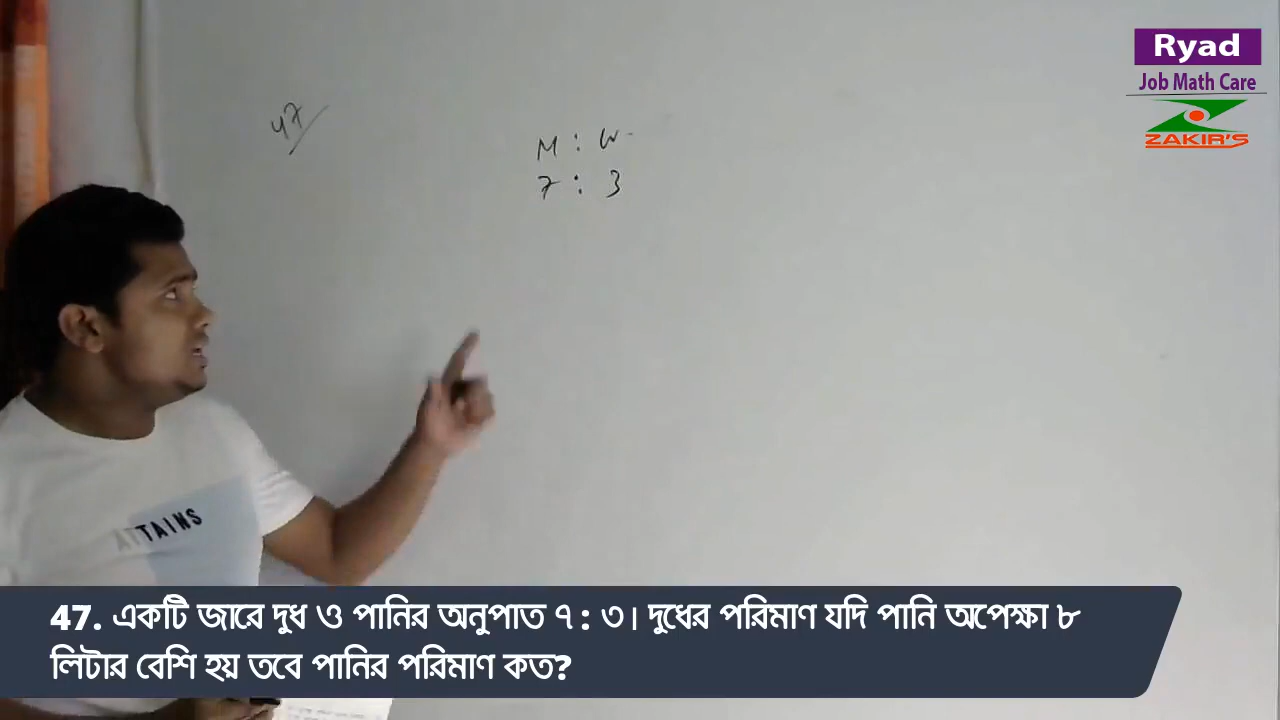 Ryad
Job Math Care
ZAKIR'S
47
M : W
7 : 3
ATTAINS
47. একটি জারে দুধ ও পানির অনুপাত ৭ : ৩। দুধের পরিমাণ যদি পানি অপেক্ষা ৮
লিটার বেশি হয় তবে পানির পরিমাণ কত?